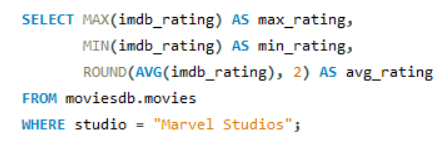 SELECT MAX(imdb_rating) AS max_rating,
MIN(imdb_rating) AS min_rating,
ROUND(AVG(imdb_rating), 2) AS avg_rating
FROM moviesdb.movies
WHERE studio = "Marvel Studios";